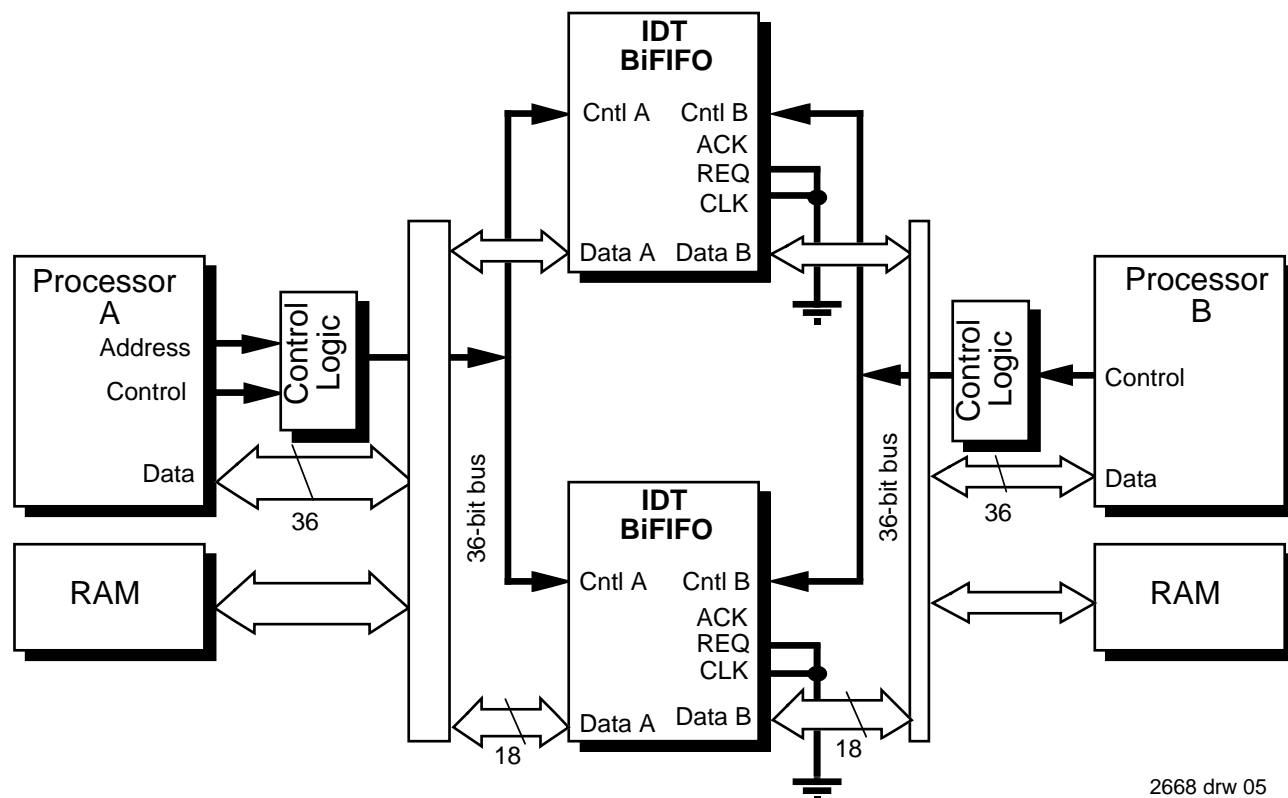 IDT
BiFIFO
Cntl A
Cntl B
ACK
REQ
CLK
Data A
Data B
Processor
A
Address
Control
Data
Control
Logic
36
RAM
36-bit bus
36-bit bus
Processor
B
Control
Data
Control
Logic
36
RAM
IDT
BiFIFO
Cntl A
Cntl B
ACK
REQ
CLK
Data A
Data B
18
18
2668 drw 05